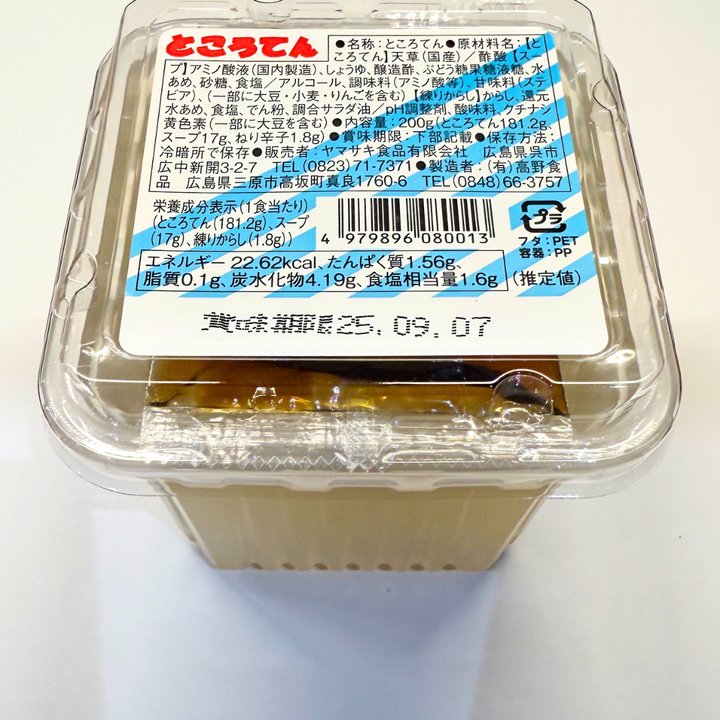 ところてん
●名称:ところてん●原材料名:【と
ころてん】天草(国産)/酢酸【スー
プ】アミノ酸液(国内製造)、しょうゆ、醸造酢、ぶどう糖果糖液糖、水
あめ、砂糖、食塩/アルコール、調味料(アミノ酸等)、甘味料(ステ
ビア)、(一部に大豆・小麦・りんごを含む)【練りからし】からし、還元
水あめ、食塩、でん粉、調合サラダ油/pH調整剤、酸味料、クチナシ
黄色素(一部に大豆を含む)●内容量:200g(ところてん181.2g、
スープ17g、ねり辛子1.8g)●賞味期限:下部記載●保存方法:
冷暗所で保存●販売者:ヤマサキ食品有限会社 広島県呉市
広中新開3-2-7 TEL(0823)71-7371●製造者:(有)高野食
品 広島県三原市高坂町真良1760-6 TEL(0848)66-3757
栄養成分表示(1食当たり)
(ところてん(181.2g)、スープ
(17g)、練りからし(1.8g))
4 979896 080013
プラ
フタ:PET
容器:PP
エネルギー 22.62kcal、たんぱく質1.56g、
脂質0.1g、炭水化物4.19g、食塩相当量1.6g (推定値)
賞味期限25.09.07